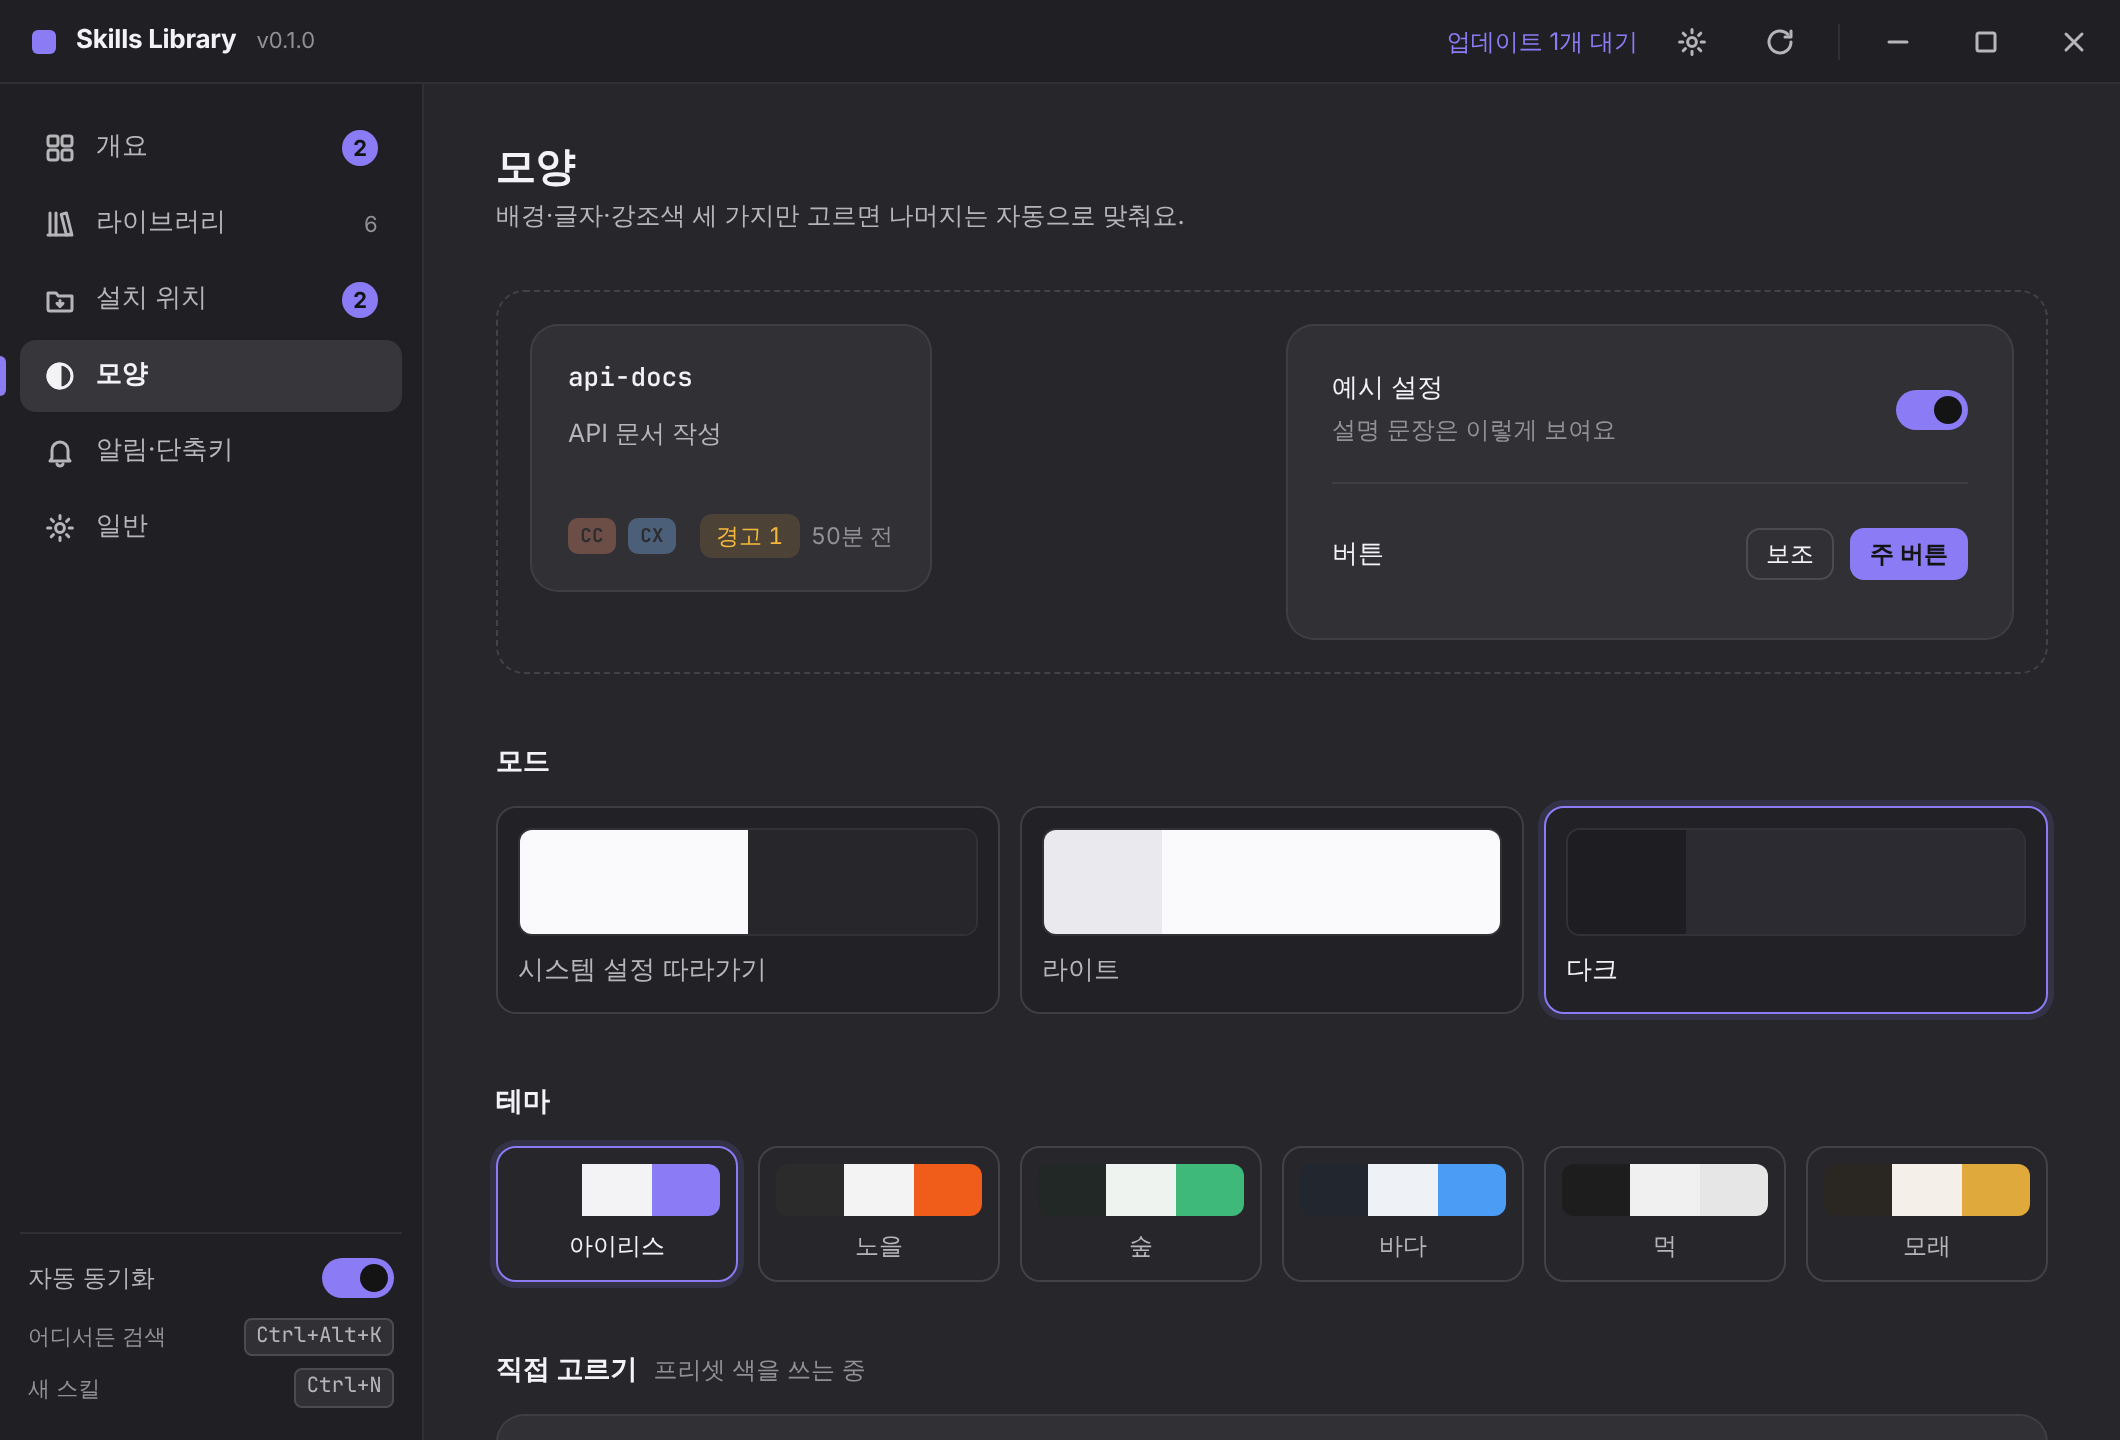 Skills Library v0.1.0
업데이트 1개 대기
개요 2
라이브러리 6
설치 위치 2
모양
알림·단축키
일반
자동 동기화
어디서든 검색 Ctrl+Alt+K
새 스킬 Ctrl+N
모양
배경·글자·강조색 세 가지만 고르면 나머지는 자동으로 맞춰요.
api-docs
API 문서 작성
CC CX 경고 1 50분 전
예시 설정
설명 문장은 이렇게 보여요
버튼 보조 주 버튼
모드
시스템 설정 따라가기
라이트
다크
테마
아이리스
노을
숲
바다
먹
모래
직접 고르기 프리셋 색을 쓰는 중